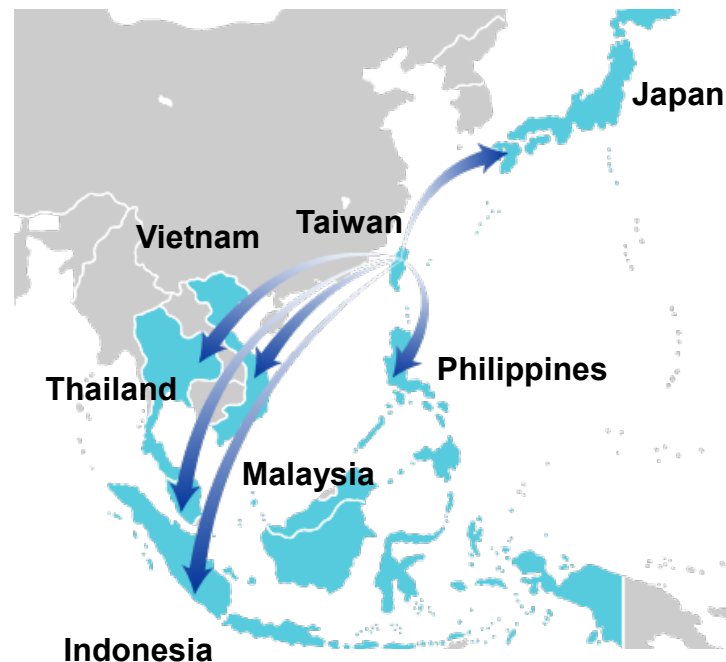 Japan
Taiwan
Vietnam
Philippines
Thailand
Malaysia
Indonesia